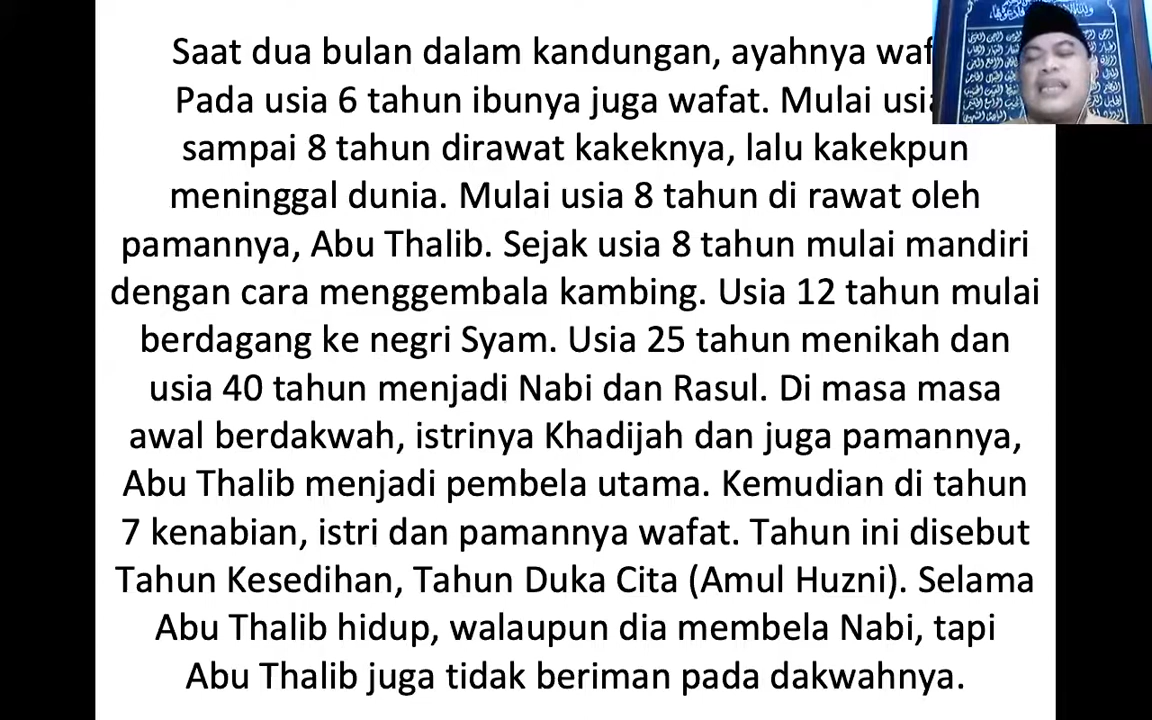 Saat dua bulan dalam kandungan, ayahnya
Pada usia 6 tahun ibunya juga wafat. Mulai
sampai 8 tahun dirawat kakeknya, lalu kakekpun
meninggal dunia. Mulai usia 8 tahun di rawat oleh
pamannya, Abu Thalib. Sejak usia 8 tahun mulai mandiri
dengan cara menggembala kambing. Usia 12 tahun mulai
berdagang ke negri Syam. Usia 25 tahun menikah dan
usia 40 tahun menjadi Nabi dan Rasul. Di masa masa
awal berdakwah, istrinya Khadijah dan juga pamannya,
Abu Thalib menjadi pembela utama. Kemudian di tahun
7 kenabian, istri dan pamannya wafat. Tahun ini disebut
Tahun Kesedihan, Tahun Duka Cita (Amul Huzni). Selama
Abu Thalib hidup, walaupun dia membela Nabi, tapi
Abu Thalib juga tidak beriman pada dakwahnya.